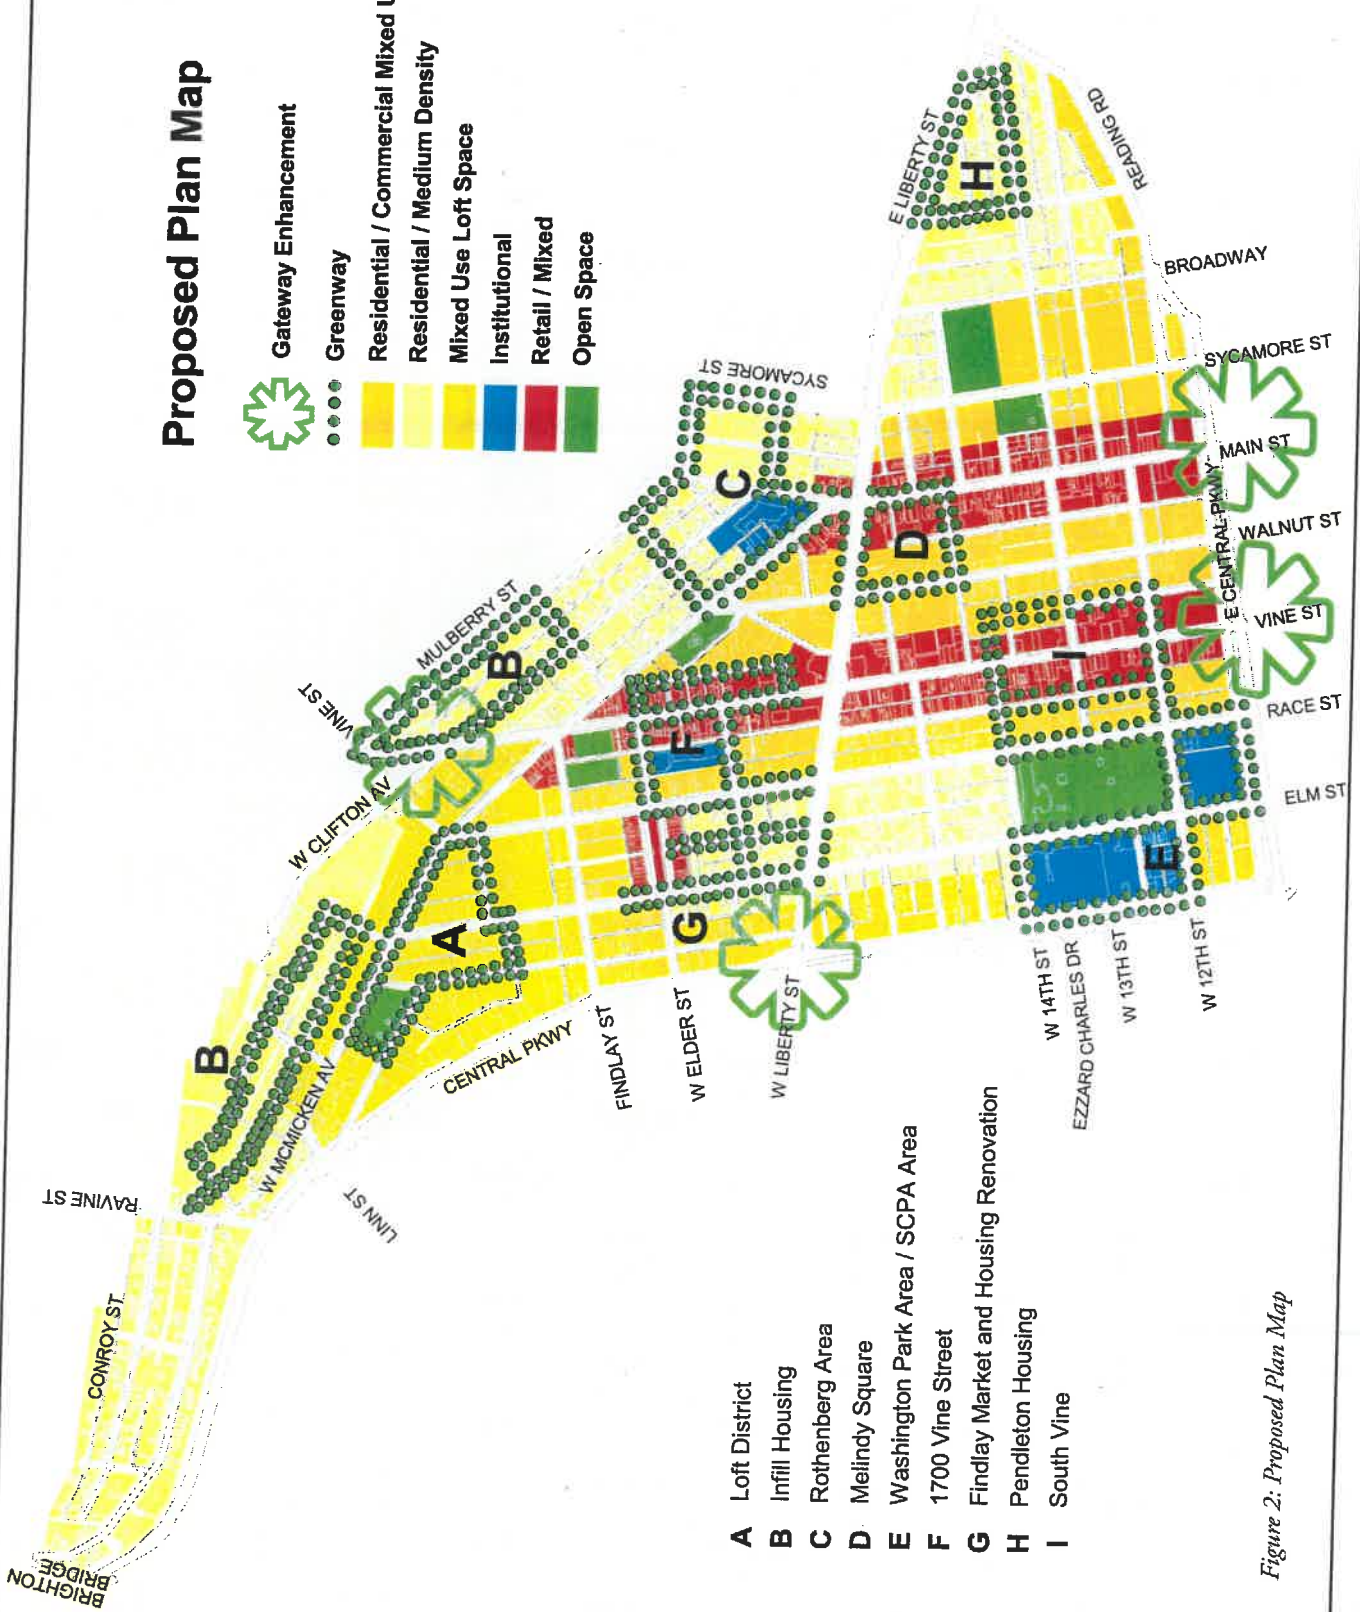 Proposed Plan Map
Gateway Enhancement
Greenway
Residential / Commercial Mixed U
Residential / Medium Density
Mixed Use Loft Space
Institutional
Retail / Mixed
Open Space
BRIGHTON
BRIDGE
CONROY ST
RAVINE ST
W MCMICKEN AV
LINN ST
B
W CLIFTON AV
VINE ST
MULBERRY ST
B
A
CENTRAL PKWY
FINDLAY ST
W ELDER ST
W LIBERTY ST
G
F
C
SYCAMORE ST
D
E LIBERTY ST
H
READING RD
BROADWAY
SYCAMORE ST
MAIN ST
E CENTRAL PKWY
WALNUT ST
VINE ST
RACE ST
ELM ST
I
E
W 14TH ST
EZZARD CHARLES DR
W 13TH ST
W 12TH ST
A Loft District
B Infill Housing
C Rothenberg Area
D Melindy Square
E Washington Park Area / SCPA Area
F 1700 Vine Street
G Findlay Market and Housing Renovation
H Pendleton Housing
I South Vine
Figure 2: Proposed Plan Map